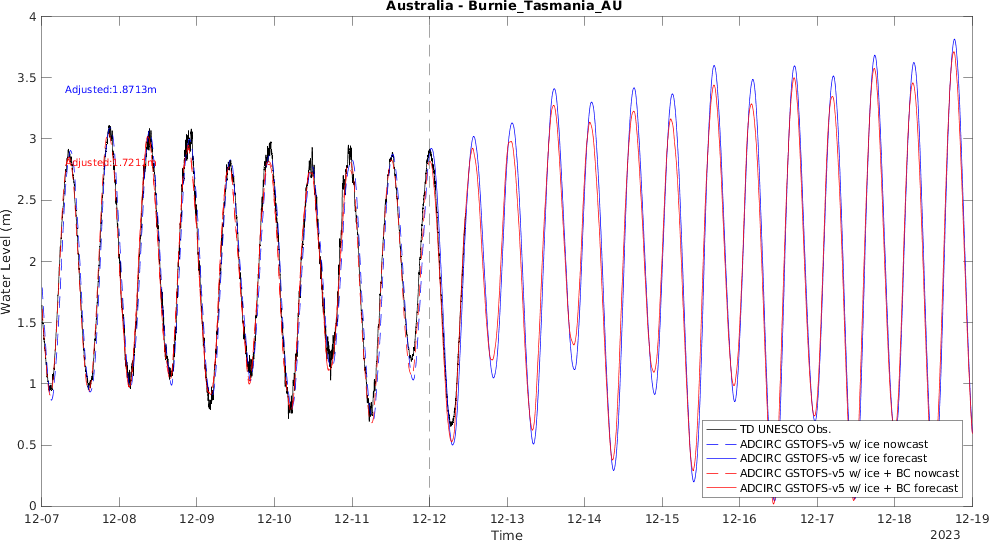 Australia - Burnie_Tasmania_AU
Water Level (m)
4
3.5
3
2.5
2
1.5
1
0.5
0
Adjusted:1.8713m
Adjusted:1.7211m
TD UNESCO Obs.
ADCIRC GSTOFS-v5 w/ ice nowcast
ADCIRC GSTOFS-v5 w/ ice forecast
ADCIRC GSTOFS-v5 w/ ice + BC nowcast
ADCIRC GSTOFS-v5 w/ ice + BC forecast
12-07 12-08 12-09 12-10 12-11 12-12 12-13 12-14 12-15 12-16 12-17 12-18 12-19
Time
2023